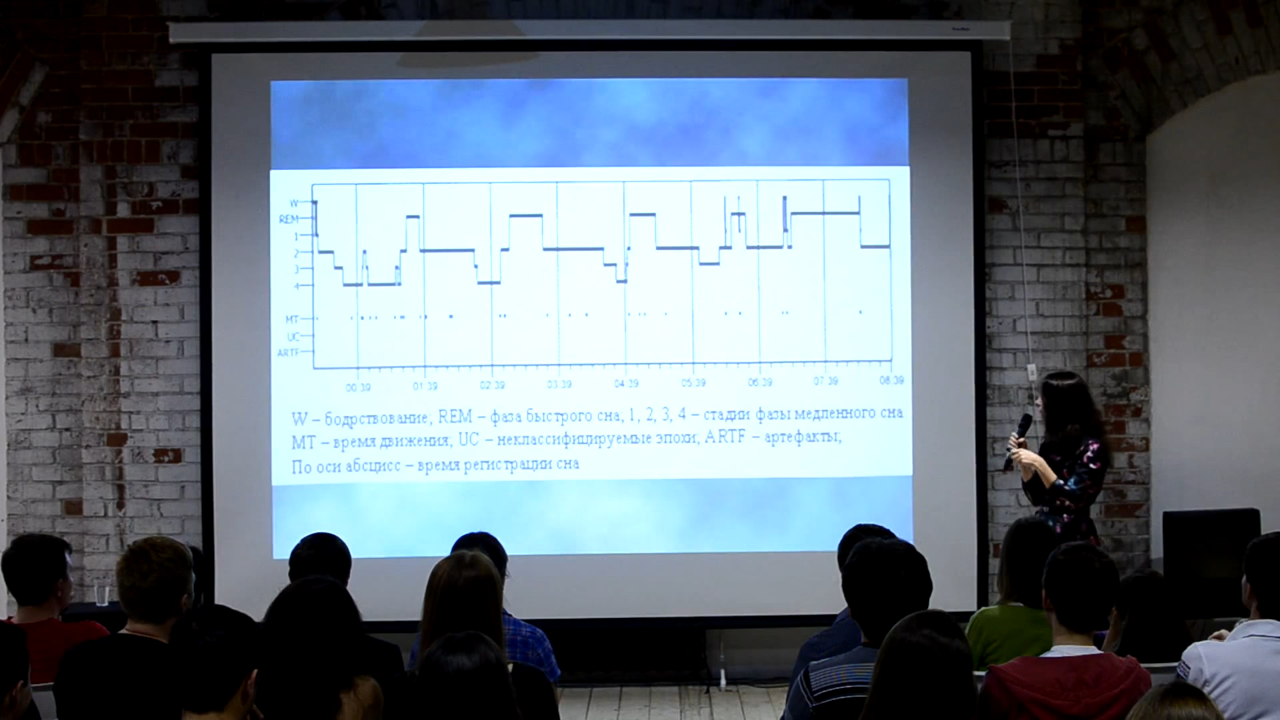 W
REM
1
2
3
4
MT
UC
ARTF
00 39 01 39 02 39 03 39 04 39 05 39 06 39 07 39 08 39
W – бодрствование, REM – фаза быстрого сна, 1, 2, 3, 4 – стадии фазы медленного сна
МТ – время движения; UC – неклассифицируемые эпохи; ARTF – артефакты;
По оси абсцисс – время регистрации сна